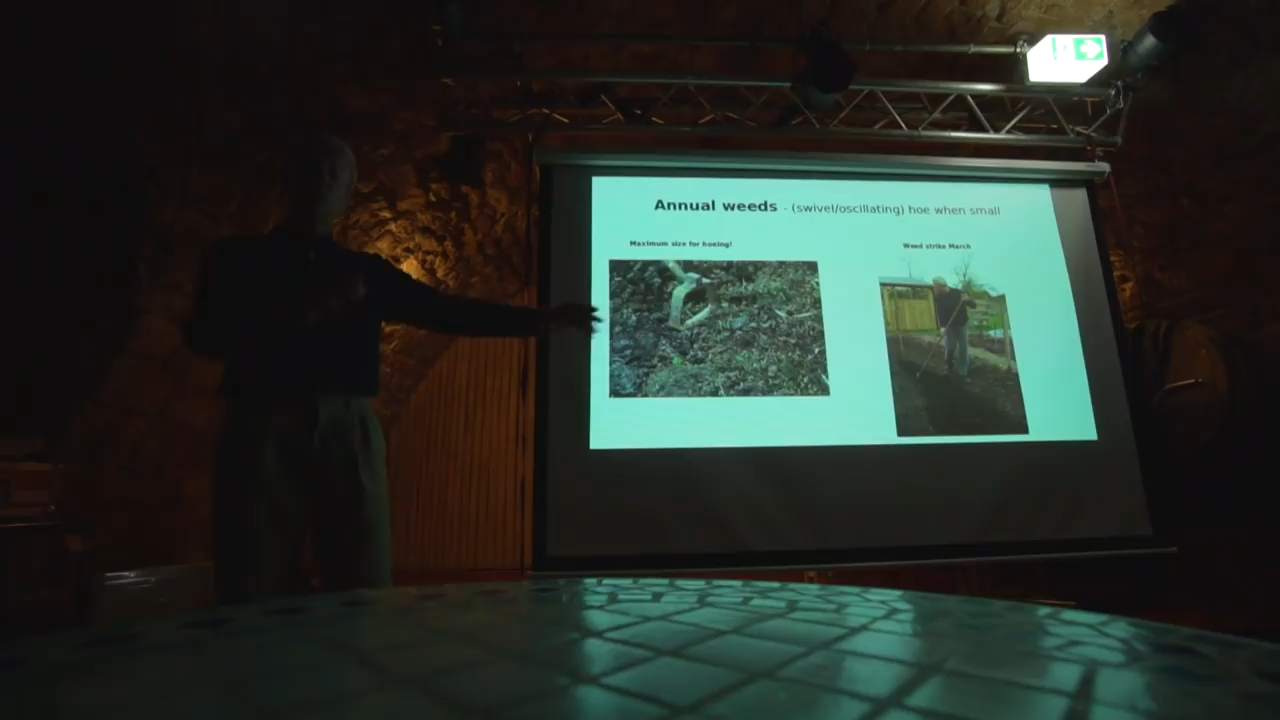 Annual weeds - (swivel/oscillating) hoe when small
Maximum size for hoeing!
Weed strike March